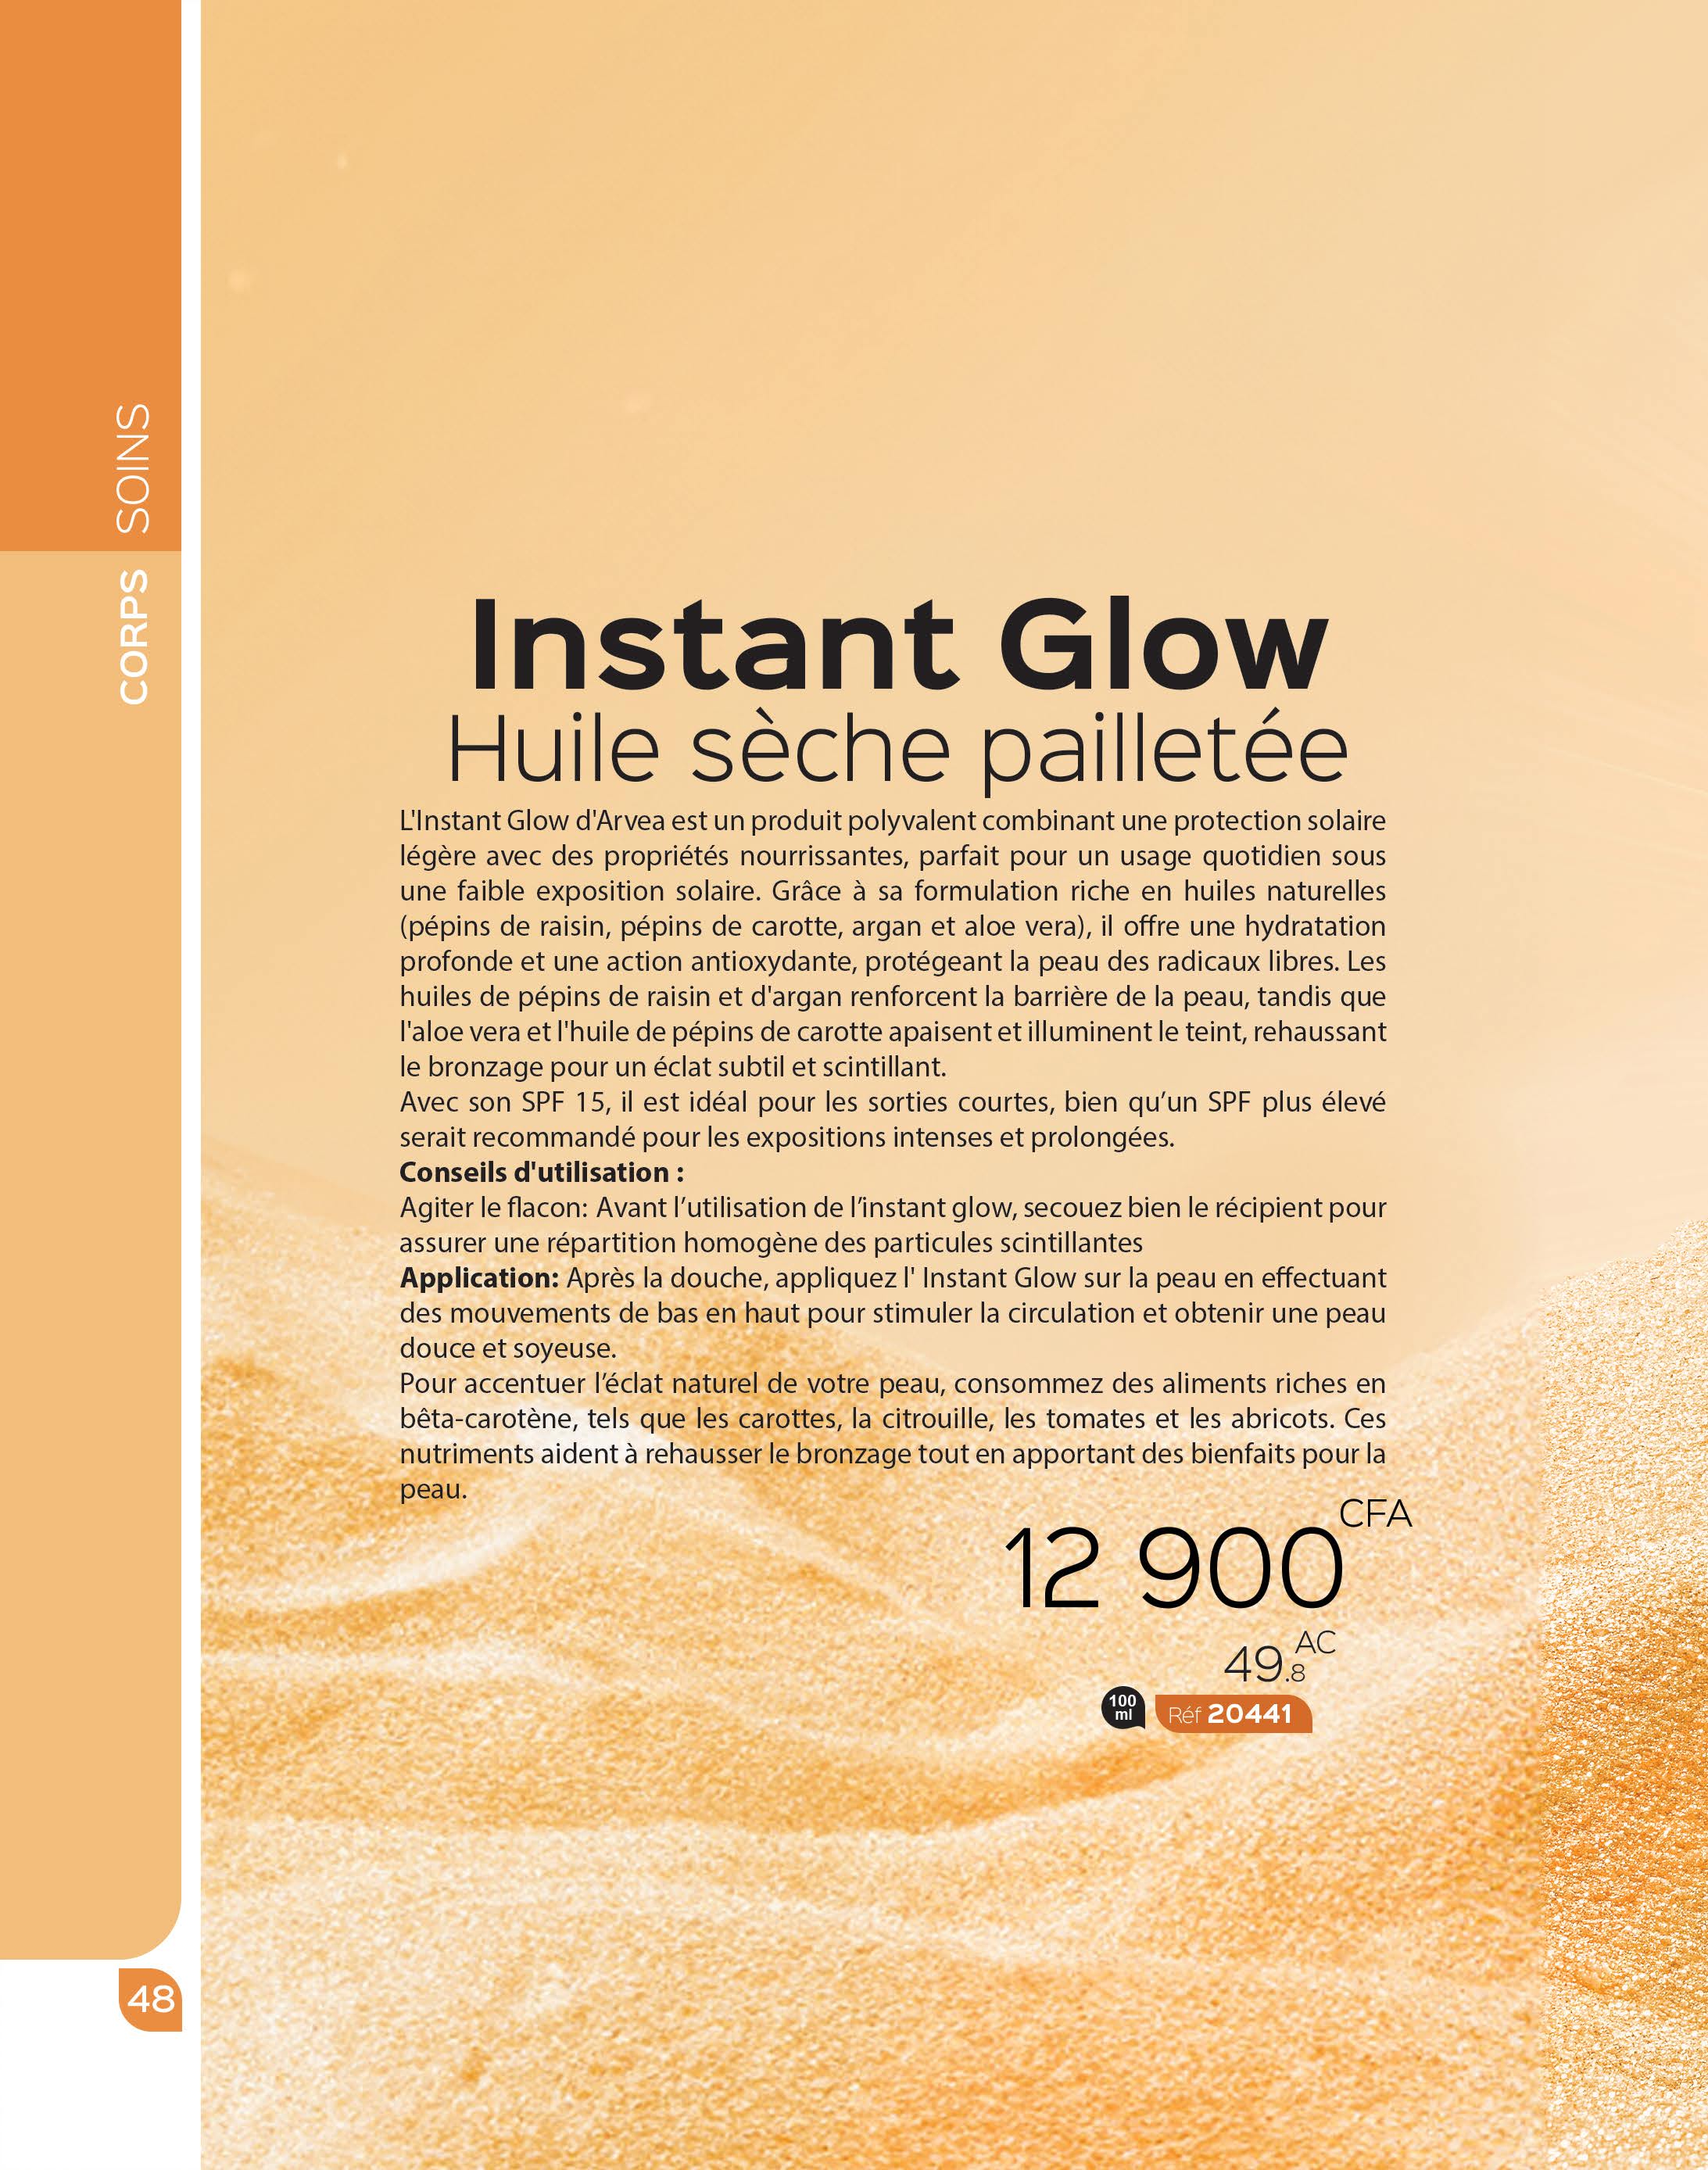 SOINS
CORPS
Instant Glow
Huile sèche pailletée
L'Instant Glow d'Arvea est un produit polyvalent combinant une protection solaire
légère avec des propriétés nourrissantes, parfait pour un usage quotidien sous
une faible exposition solaire. Grâce à sa formulation riche en huiles naturelles
(pépins de raisin, pépins de carotte, argan et aloe vera), il offre une hydratation
profonde et une action antioxydante, protégeant la peau des radicaux libres. Les
huiles de pépins de raisin et d'argan renforcent la barrière de la peau, tandis que
l'aloe vera et l'huile de pépins de carotte apaisent et illuminent le teint, rehaussant
le bronzage pour un éclat subtil et scintillant.
Avec son SPF 15, il est idéal pour les sorties courtes, bien qu’un SPF plus élevé
serait recommandé pour les expositions intenses et prolongées.
Conseils d'utilisation :
Agiter le flacon: Avant l’utilisation de l’instant glow, secouez bien le récipient pour
assurer une répartition homogène des particules scintillantes
Application: Après la douche, appliquez l' Instant Glow sur la peau en effectuant
des mouvements de bas en haut pour stimuler la circulation et obtenir une peau
douce et soyeuse.
Pour accentuer l’éclat naturel de votre peau, consommez des aliments riches en
bêta-carotène, tels que les carottes, la citrouille, les tomates et les abricots. Ces
nutriments aident à rehausser le bronzage tout en apportant des bienfaits pour la
peau.
12 900 CFA
49.8 AC
100
ml
Réf 20441
48